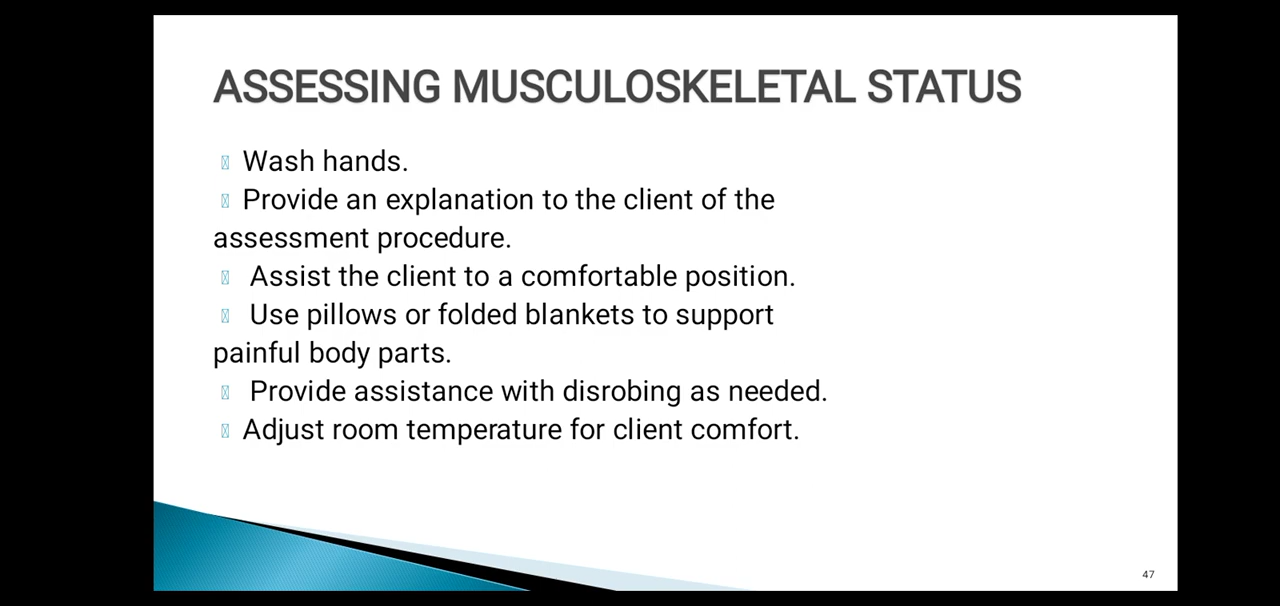 ASSESSING MUSCULOSKELETAL STATUS
Wash hands.
Provide an explanation to the client of the
assessment procedure.
Assist the client to a comfortable position.
Use pillows or folded blankets to support
painful body parts.
Provide assistance with disrobing as needed.
Adjust room temperature for client comfort.
47